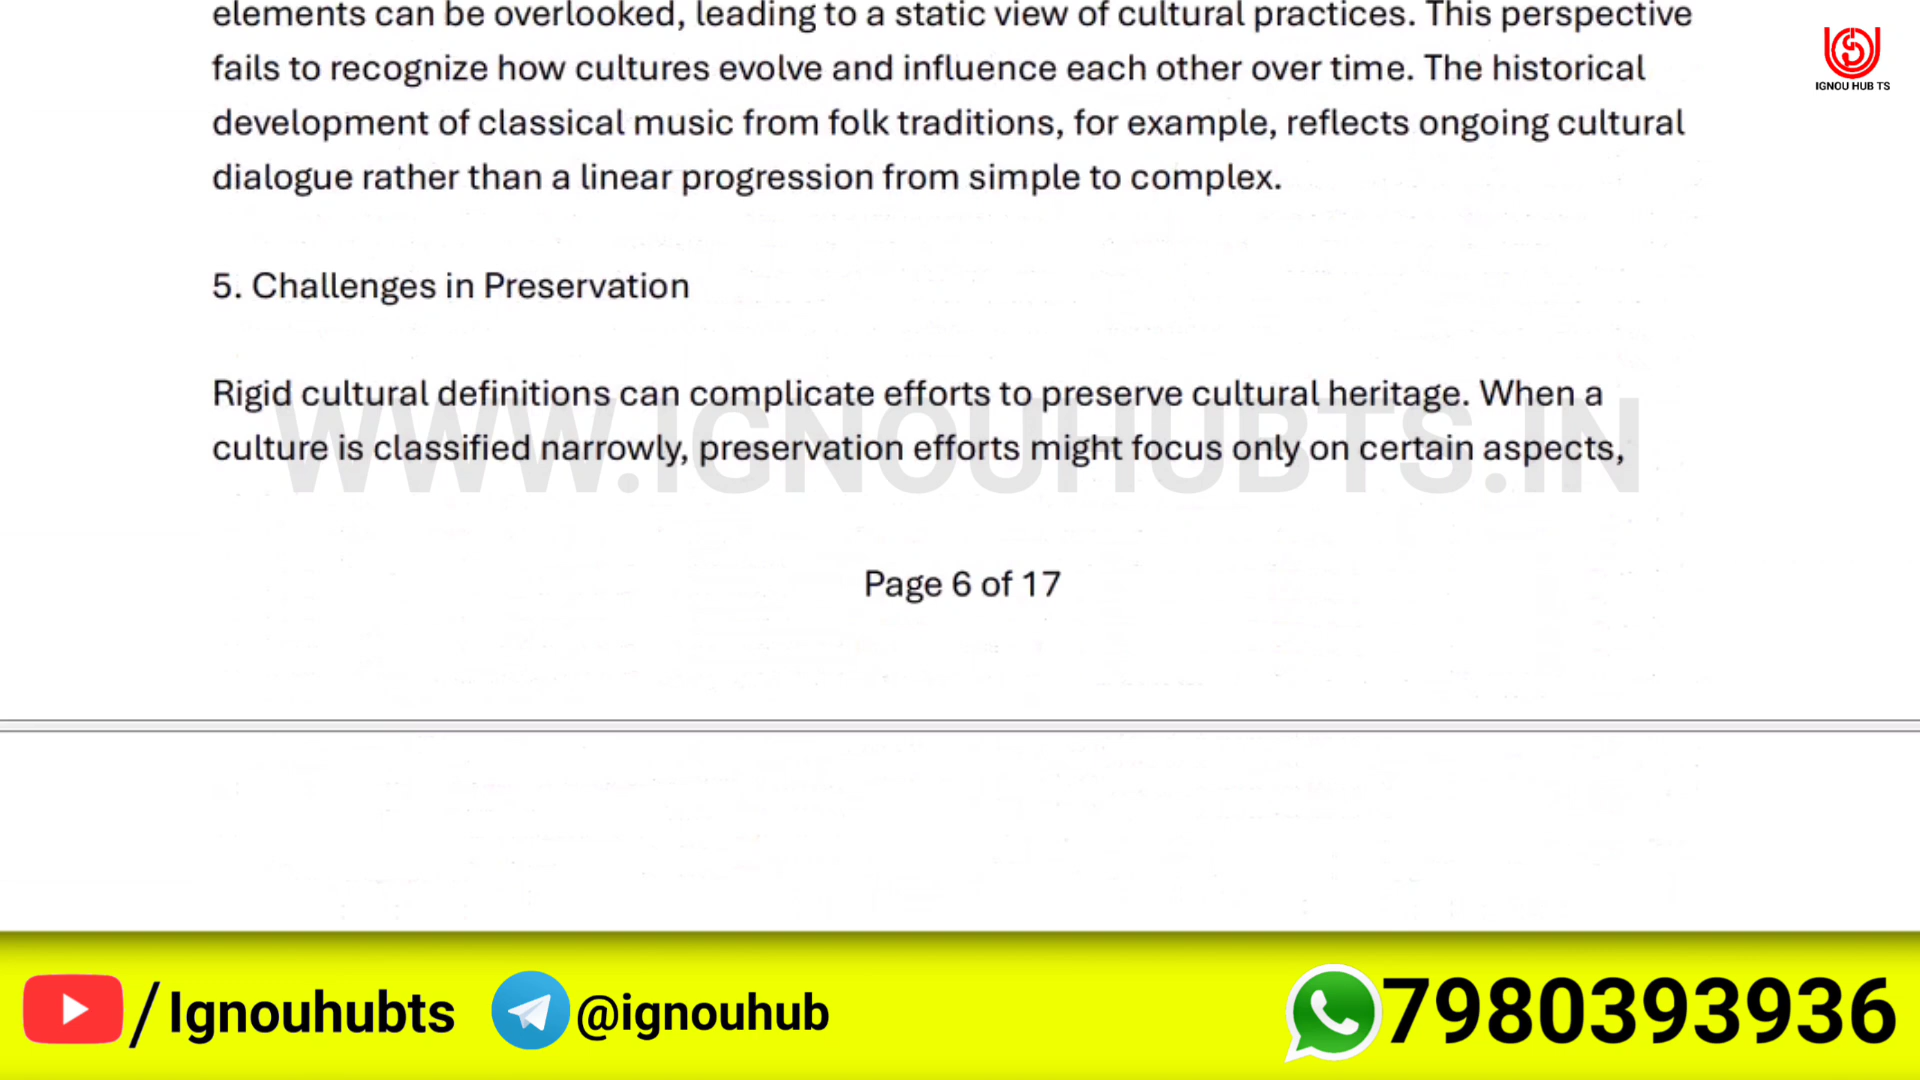 elements can be overlooked, leading to a static view of cultural practices. This perspective
fails to recognize how cultures evolve and influence each other over time. The historical
development of classical music from folk traditions, for example, reflects ongoing cultural
dialogue rather than a linear progression from simple to complex.
IGNOU HUB TS
5. Challenges in Preservation
Rigid cultural definitions can complicate efforts to preserve cultural heritage. When a
culture is classified narrowly, preservation efforts might focus only on certain aspects,
WWW.IGNOUHUBTS.IN
Page 6 of 17
/Ignouhubts @ignouhub 7980393936